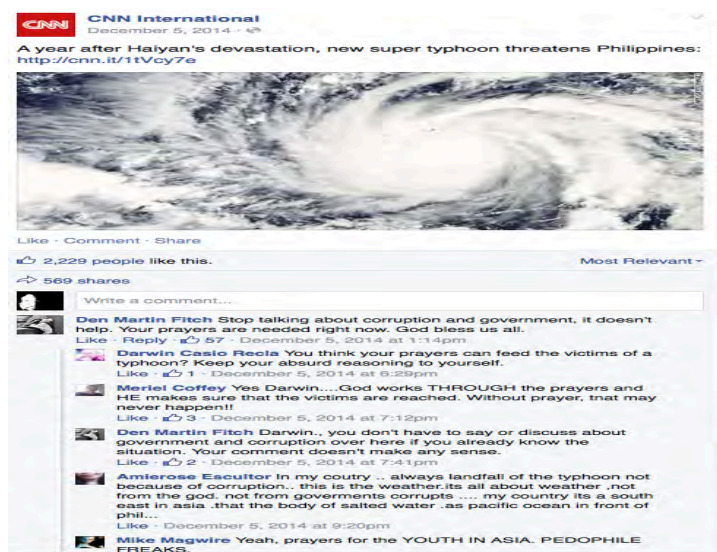 CNN
CNN International
December 5, 2014 ·
A year after Haiyan's devastation, new super typhoon threatens Philippines:
http://cnn.it/1tVcy7e
Like · Comment · Share
2,229 people like this.
Most Relevant
569 shares
Write a comment...
Den Martin Fitch Stop talking about corruption and government, it doesn't
help. Your prayers are needed right now. God bless us all.
Like · Reply · 57 · December 5, 2014 at 1:14pm
Darwin Casio Recla You think your prayers can feed the victims of a
typhoon? Keep your absurd reasoning to yourself.
Like · 1 · December 5, 2014 at 6:29pm
Meriel Coffey Yes Darwin....God works THROUGH the prayers and
HE makes sure that the victims are reached. Without prayer, that may
never happen!!
Like · 3 · December 5, 2014 at 7:12pm
Den Martin Fitch Darwin., you don't have to say or discuss about
government and corruption over here if you already know the
situation. Your comment doesn't make any sense.
Like · 2 · December 5, 2014 at 7:41pm
Amierose Escultor In my coutry .. always landfall of the typhoon not
because of corruption.. this is the weather.its all about weather ,not
from the god. not from goverments corrupts .... my country its a south
east in asia .that the body of salted water .as pacific ocean in front of
phil...
Like · December 5, 2014 at 9:20pm
Mike Magwire Yeah, prayers for the YOUTH IN ASIA. PEDOPHILE
FREAKS.